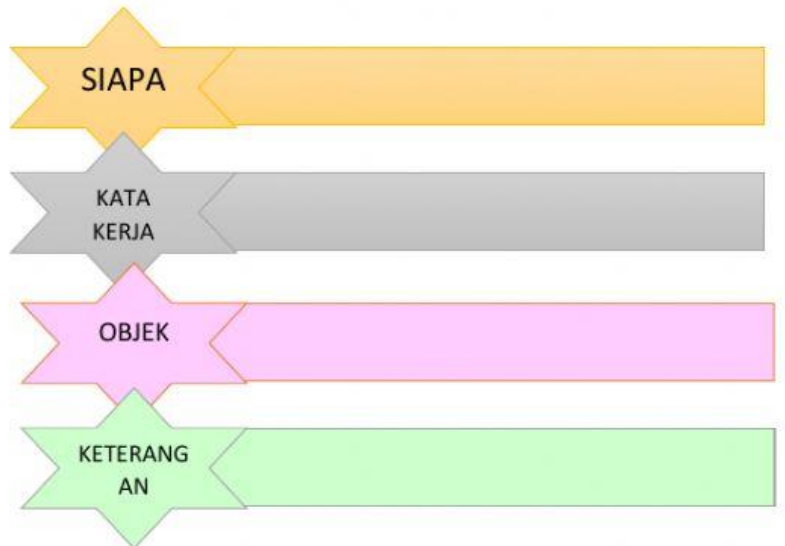 SIAPA
KATA
KERJA
OBJEK
KETERANG
AN